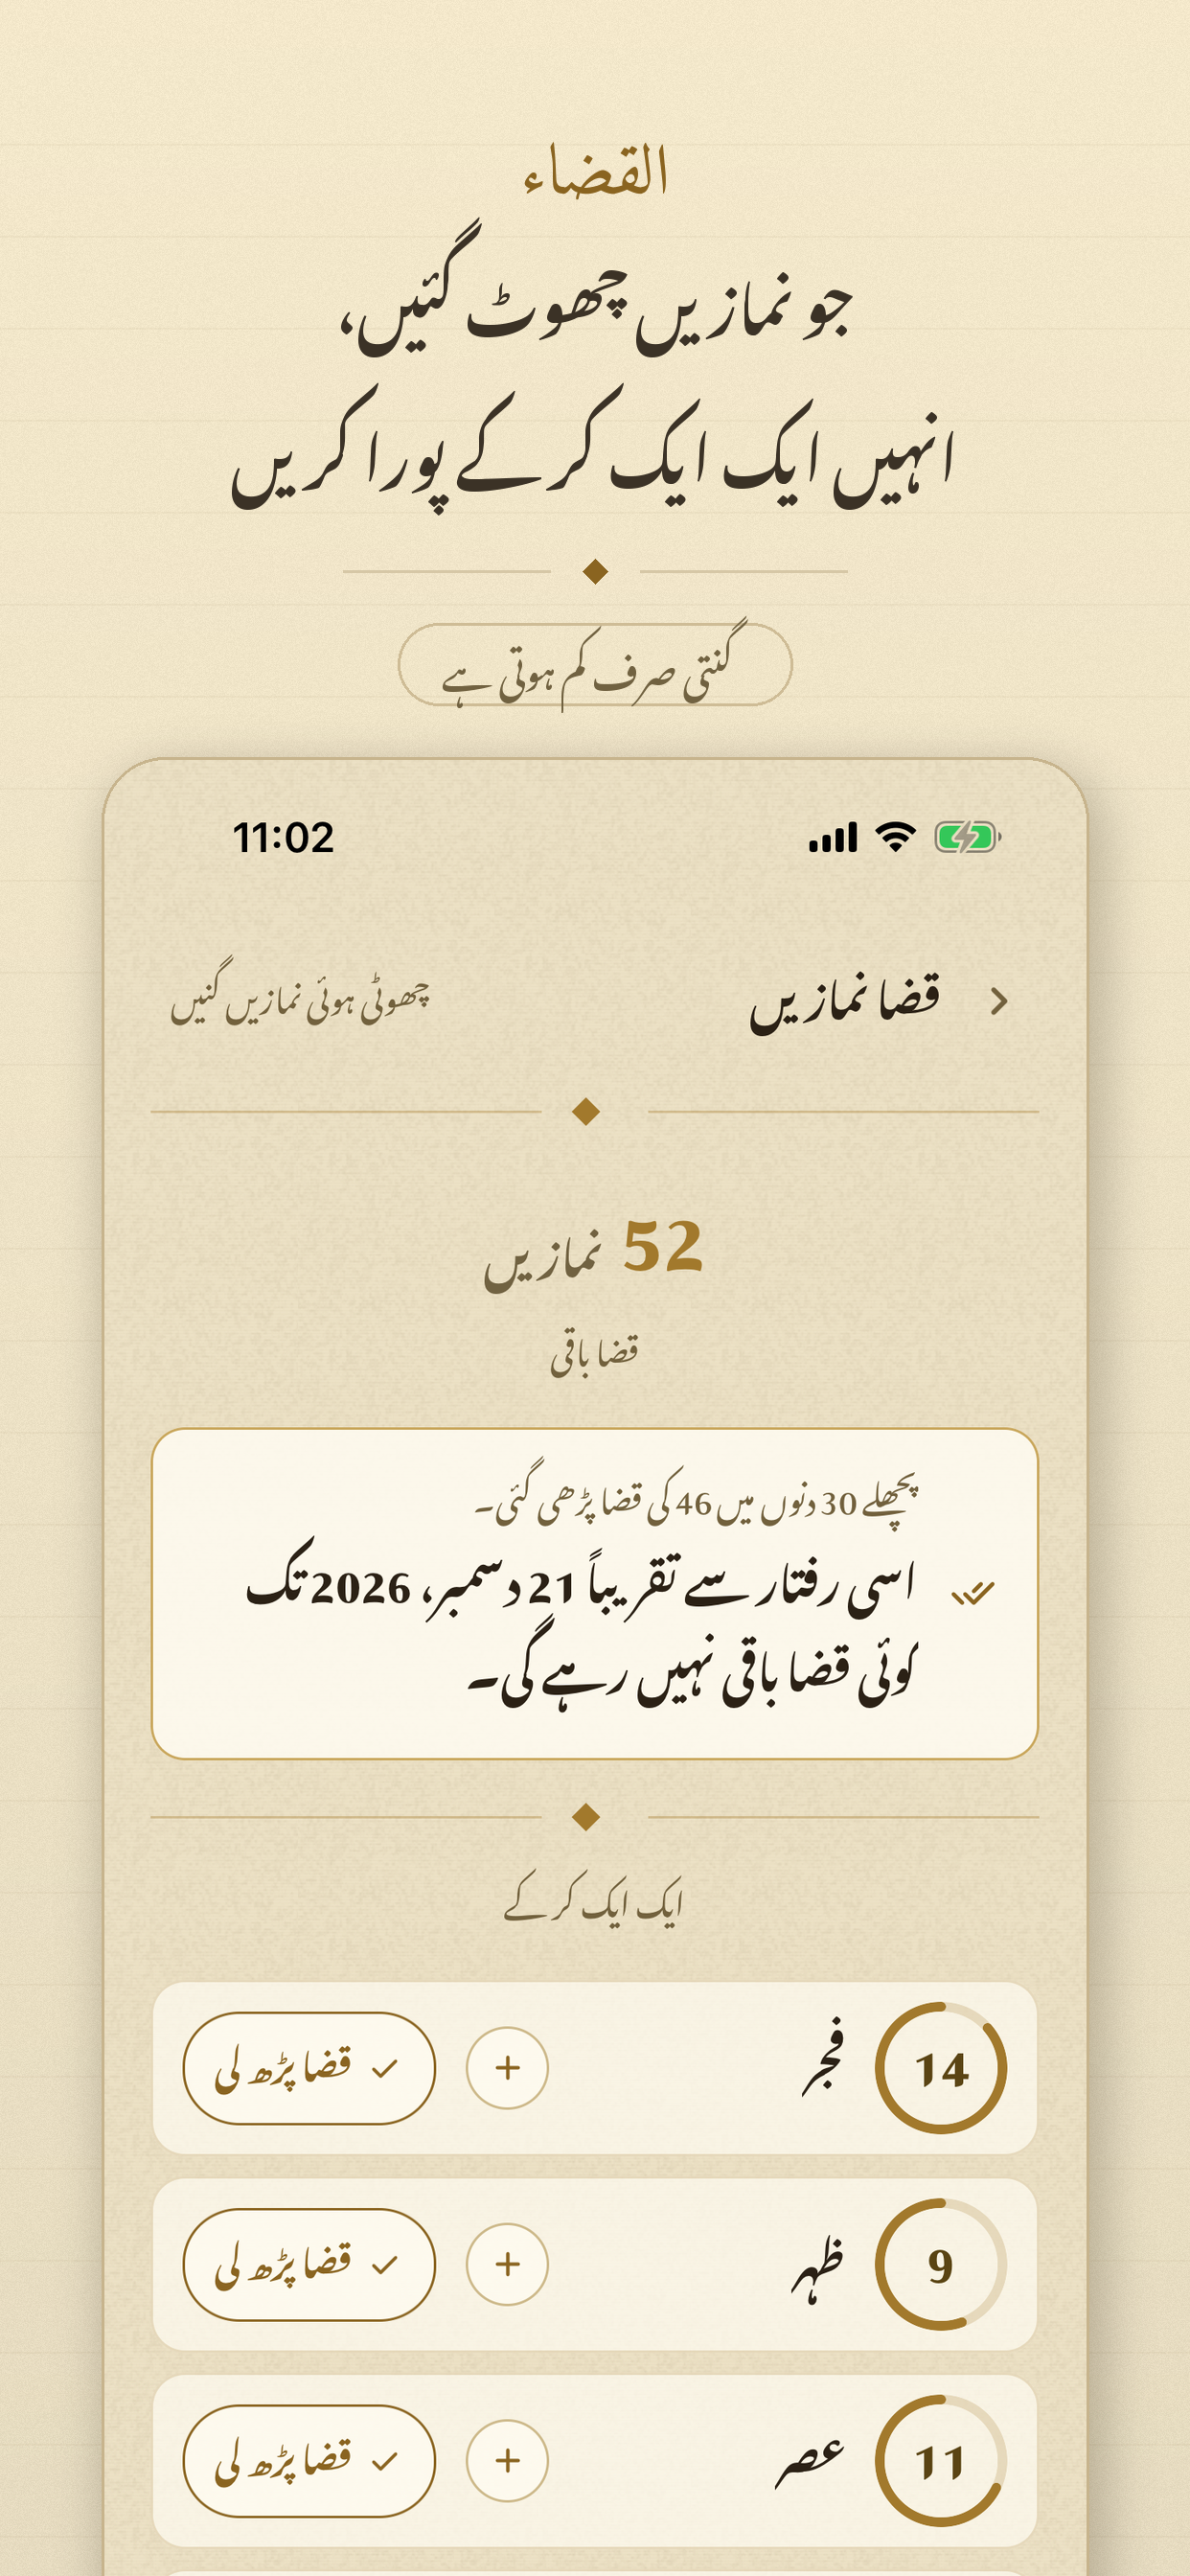 القضاء
جو نمازیں چھوٹ گئیں،
انہیں ایک ایک کر کے پورا کریں
گنتی صرف کم ہوتی ہے
11:02
قضا نمازیں
چھوٹی ہوئی نمازیں گنیں
52 نمازیں
قضا باقی
پچھلے 30 دنوں میں 46 کی قضا پڑھی گئی۔
اسی رفتار سے تقریباً 21 دسمبر، 2026 تک
کوئی قضا باقی نہیں رہے گی۔
ایک ایک کر کے
14 فجر + قضا پڑھ لی
9 ظہر + قضا پڑھ لی
11 عصر + قضا پڑھ لی